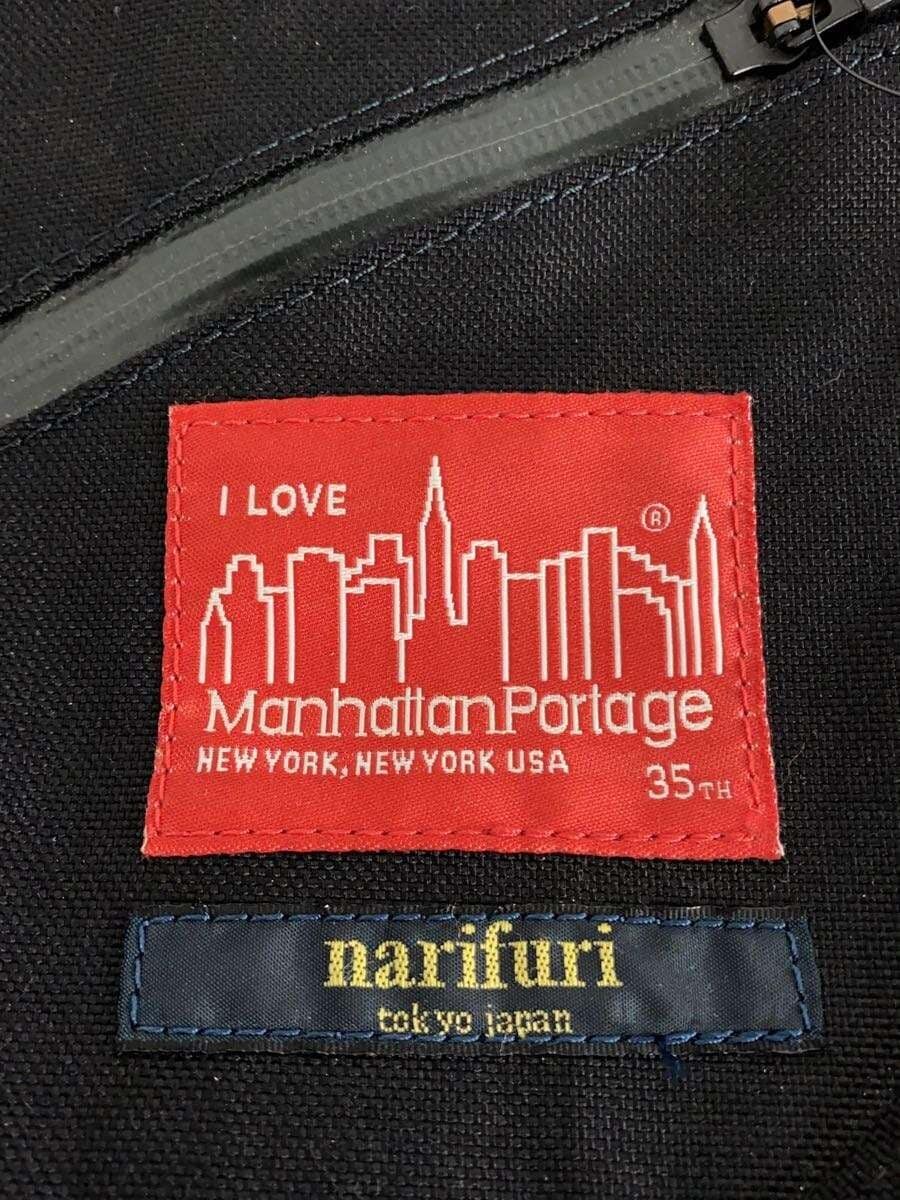 I LOVE
®
ManhattanPortage
NEW YORK, NEW YORK USA
35TH
narifuri
tokyo japan